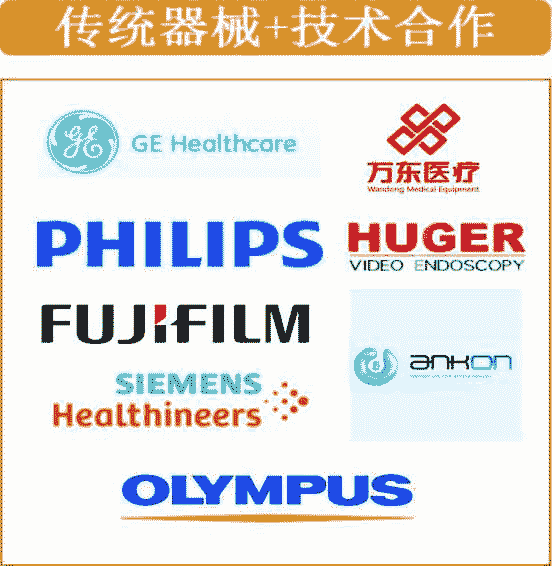 传统器械+技术合作
GE Healthcare
万东医疗
Wandong Medical Equipment
PHILIPS
HUGER
VIDEO ENDOSCOPY
FUJIFILM
ankon
SIEMENS
Healthineers
OLYMPUS